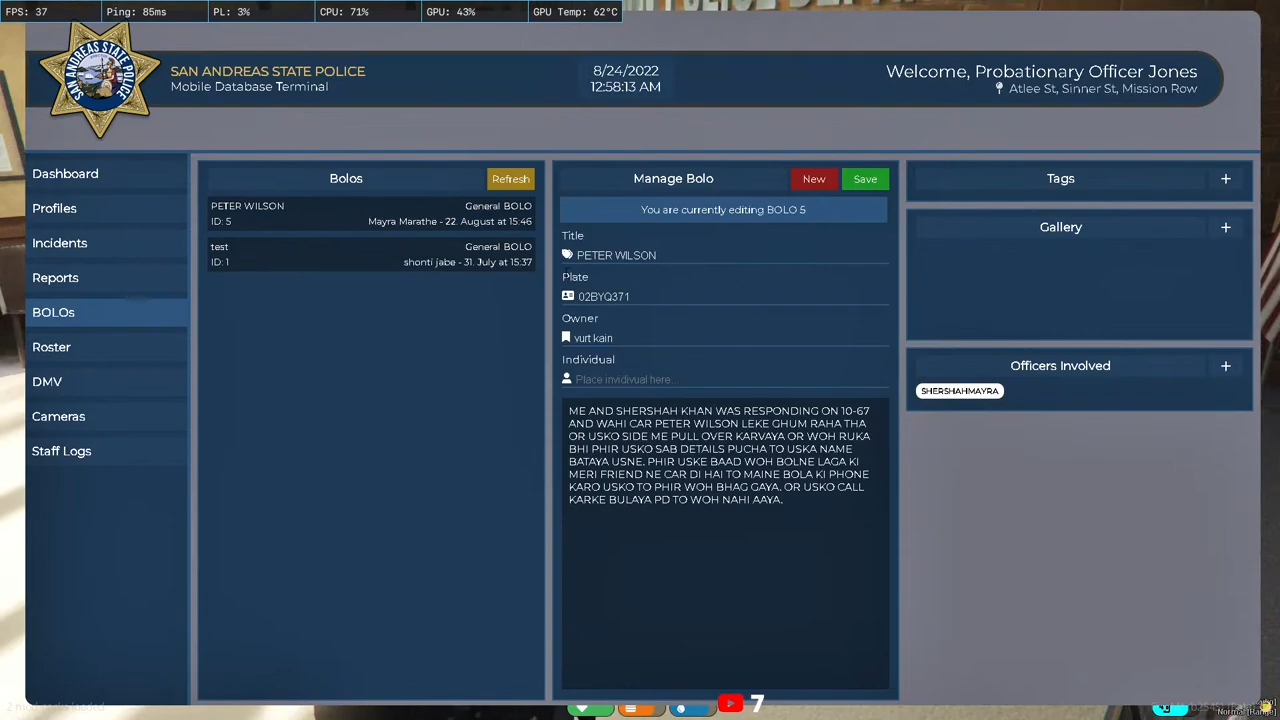 FPS: 37
Ping: 85ms
PL: 3%
CPU: 71%
GPU: 43%
GPU Temp: 62°C
SAN ANDREAS STATE POLICE
Mobile Database Terminal
8/24/2022
12:58:13 AM
Welcome, Probationary Officer Jones
Atlee St, Sinner St, Mission Row
Dashboard
Profiles
Incidents
Reports
BOLOs
Roster
DMV
Cameras
Staff Logs
Bolos
Refresh
PETER WILSON General BOLO
ID: 5 Mayra Marathe - 22. August at 15:46
test General BOLO
ID: 1 shonti jabe - 31. July at 15:37
Manage Bolo
New
Save
You are currently editing BOLO 5
Title
PETER WILSON
Plate
02BYQ371
Owner
vurt kain
Individual
Place invidivual here...
ME AND SHERSHAH KHAN WAS RESPONDING ON 10-67
AND WAHI CAR PETER WILSON LEKE GHUM RAHA THA
OR USKO SIDE ME PULL OVER KARVAYA OR WOH RUKA
BHI PHIR USKO SAB DETAILS PUCHA TO USKA NAME
BATAYA USNE. PHIR USKE BAAD WOH BOLNE LAGA KI
MERI FRIEND NE CAR DI HAI TO MAINE BOLA KI PHONE
KARO USKO TO PHIR WOH BHAG GAYA. OR USKO CALL
KARKE BULAYA PD TO WOH NAHI AAYA.
Tags
+
Gallery
+
Officers Involved
+
SHERSHAHMAYRA
7